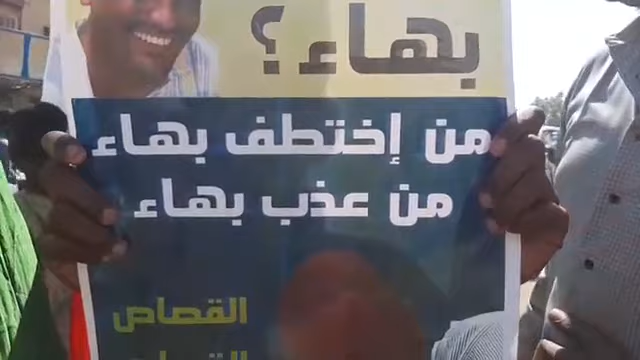 بهاء؟
من إختطف بهاء
من عذب بهاء
القصاص